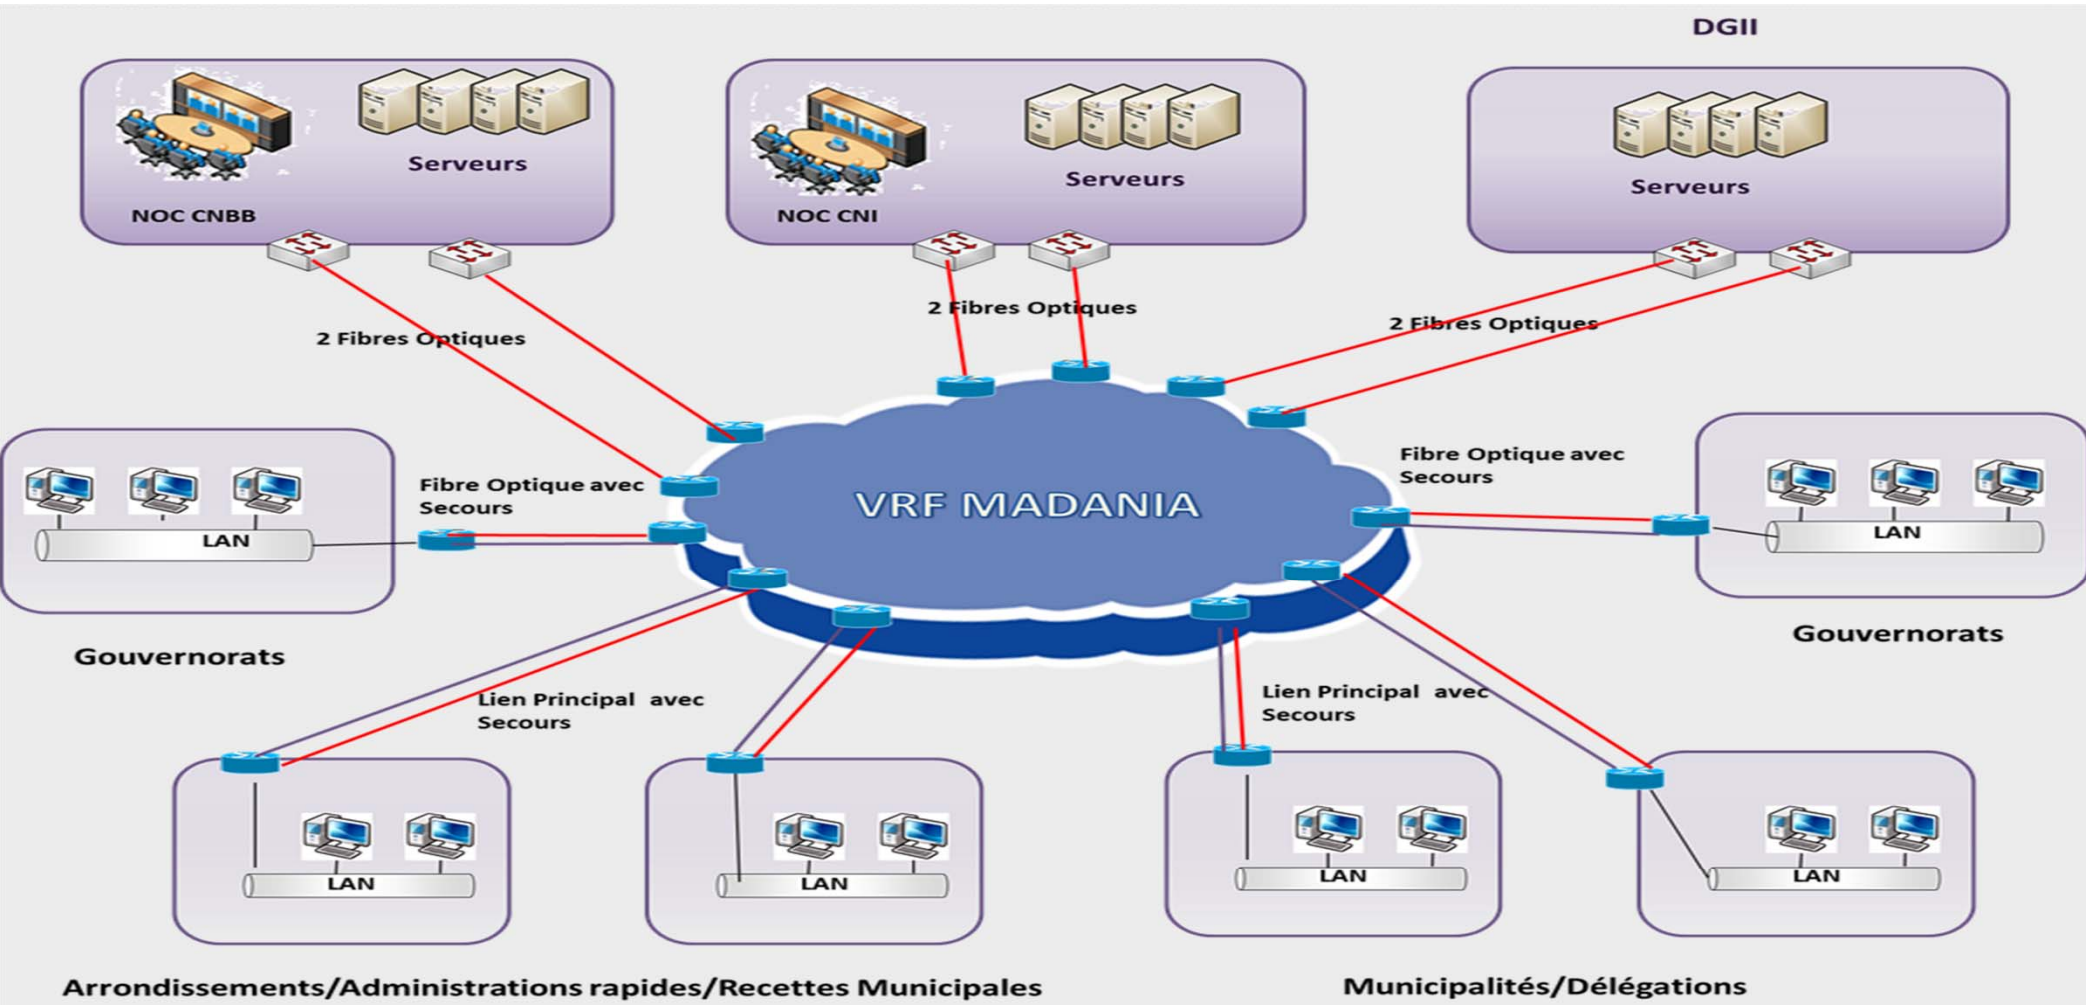 DGII
Serveurs
NOC CNBB
Serveurs
NOC CNI
Serveurs
2 Fibres Optiques
2 Fibres Optiques
2 Fibres Optiques
LAN
Gouvernorats
Fibre Optique avec
Secours
VRF MADANIA
Fibre Optique avec
Secours
LAN
Gouvernorats
Lien Principal avec
Secours
Lien Principal avec
Secours
LAN
LAN
LAN
LAN
Arrondissements/Administrations rapides/Recettes Municipales
Municipalités/Délégations